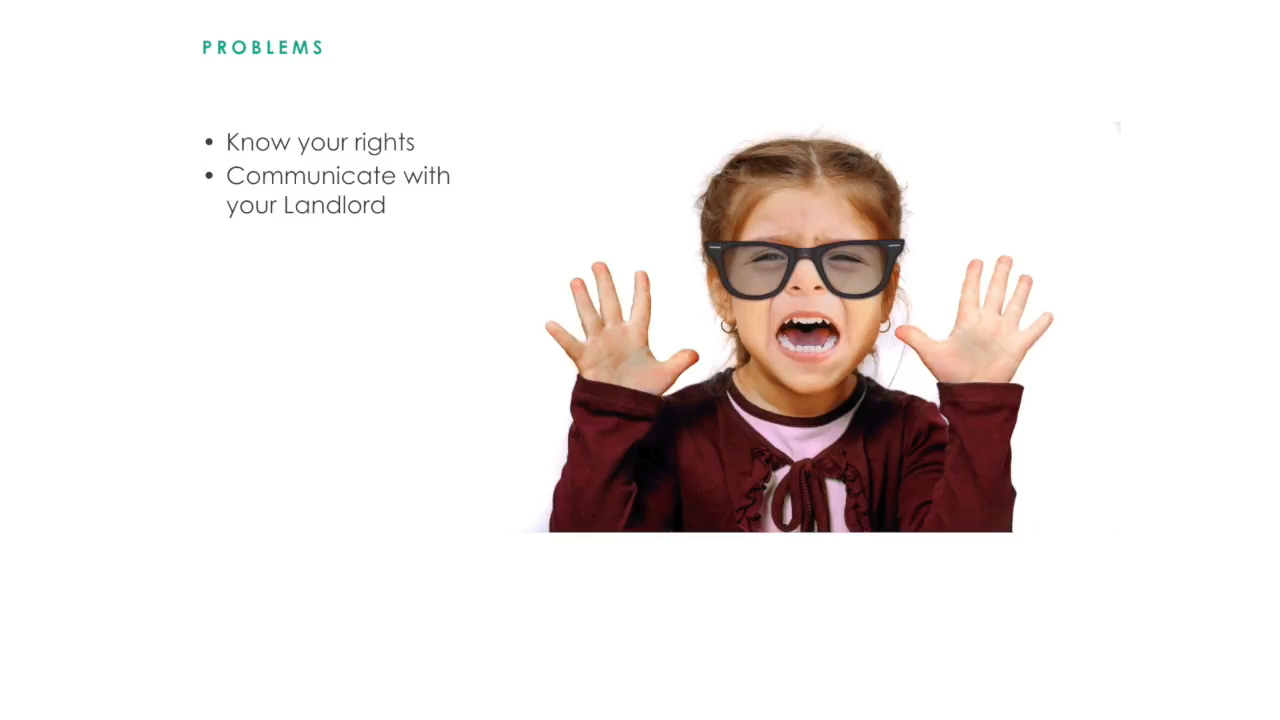 PROBLEMS
• Know your rights
• Communicate with
your Landlord